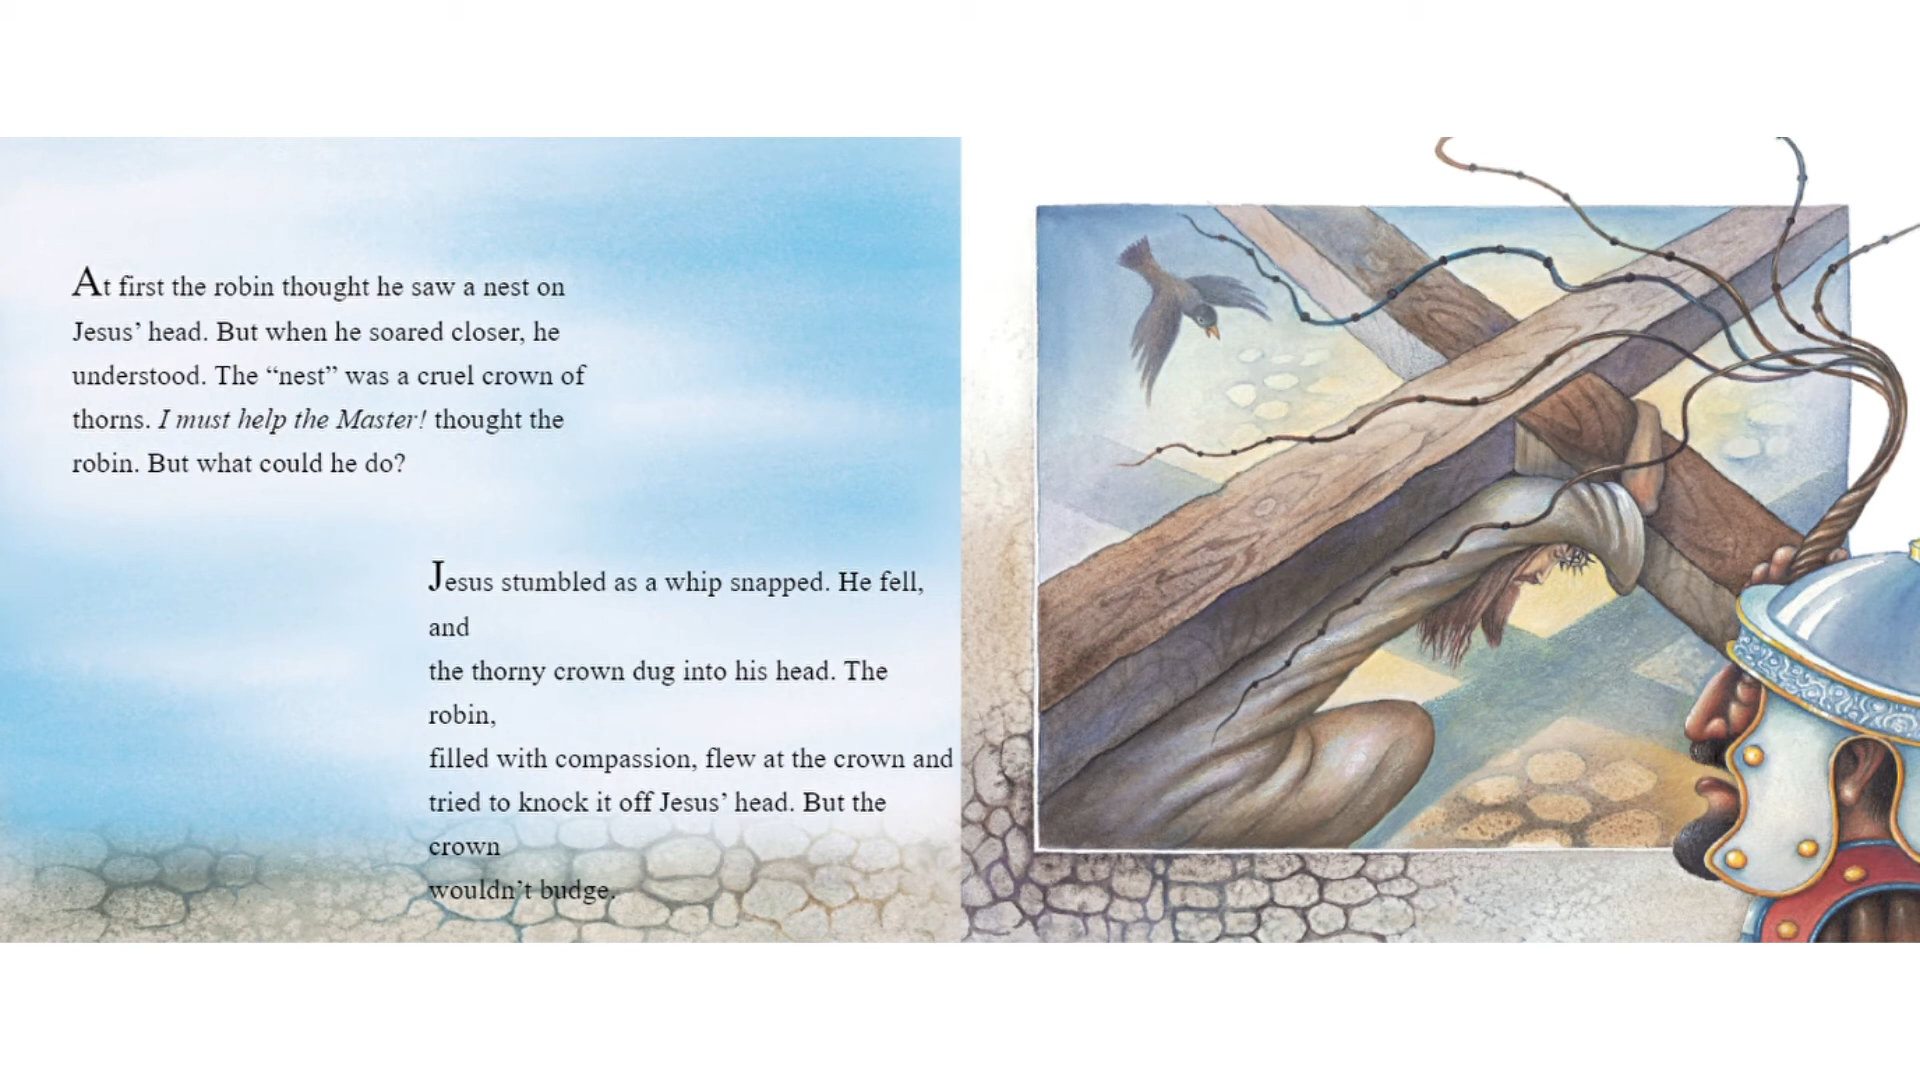 At first the robin thought he saw a nest on
Jesus’ head. But when he soared closer, he
understood. The “nest” was a cruel crown of
thorns. I must help the Master! thought the
robin. But what could he do?
Jesus stumbled as a whip snapped. He fell,
and
the thorny crown dug into his head. The
robin,
filled with compassion, flew at the crown and
tried to knock it off Jesus’ head. But the
crown
wouldn’t budge.